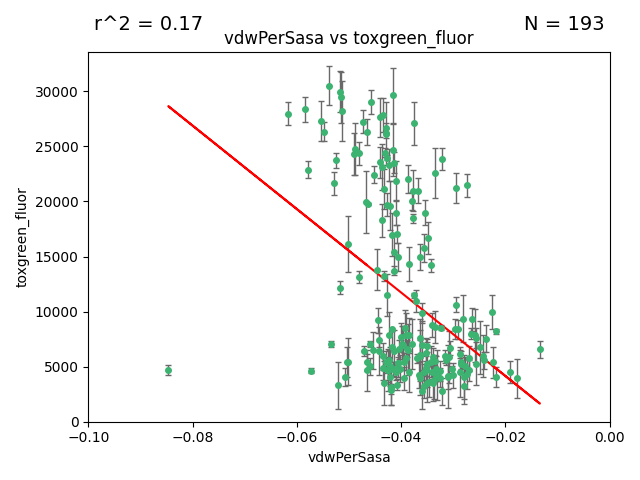 r^2 = 0.17
N = 193
vdwPerSasa vs toxgreen_fluor
toxgreen_fluor
30000
25000
20000
15000
10000
5000
0
−0.10
−0.08
−0.06
−0.04
−0.02
0.00
vdwPerSasa